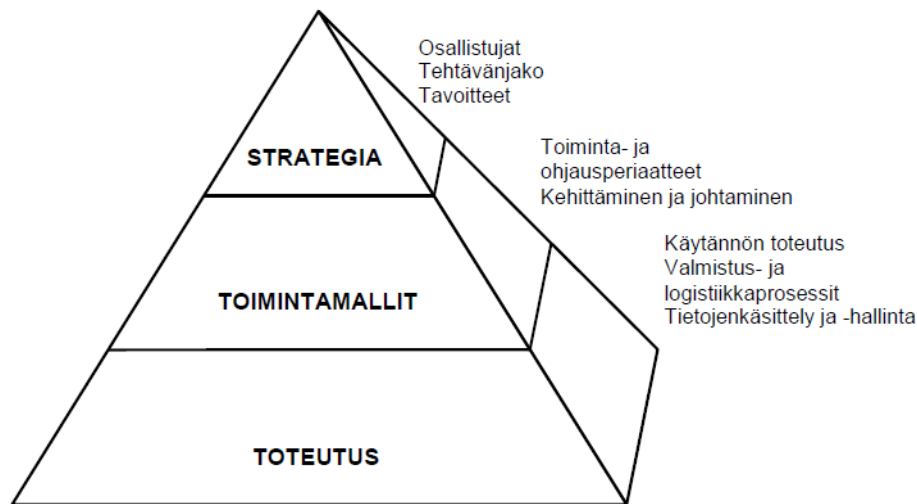 Osallistujat
Tehtävänjako
Tavoitteet
STRATEGIA
Toiminta- ja
ohjausperiaatteet
Kehittäminen ja johtaminen
TOIMINTAMALLIT
Käytännön toteutus
Valmistus- ja
logistiikkaprosessit
Tietojenkäsittely ja -hallinta
TOTEUTUS